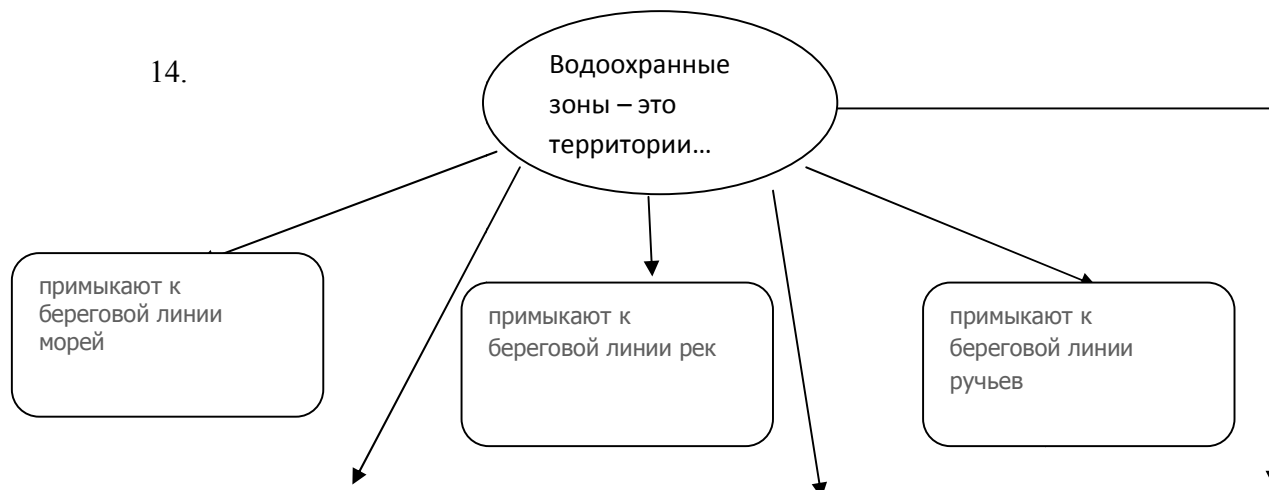 14.
Водоохранные
зоны – это
территории...
примыкают к
береговой линии
морей
примыкают к
береговой линии рек
примыкают к
береговой линии
ручьев